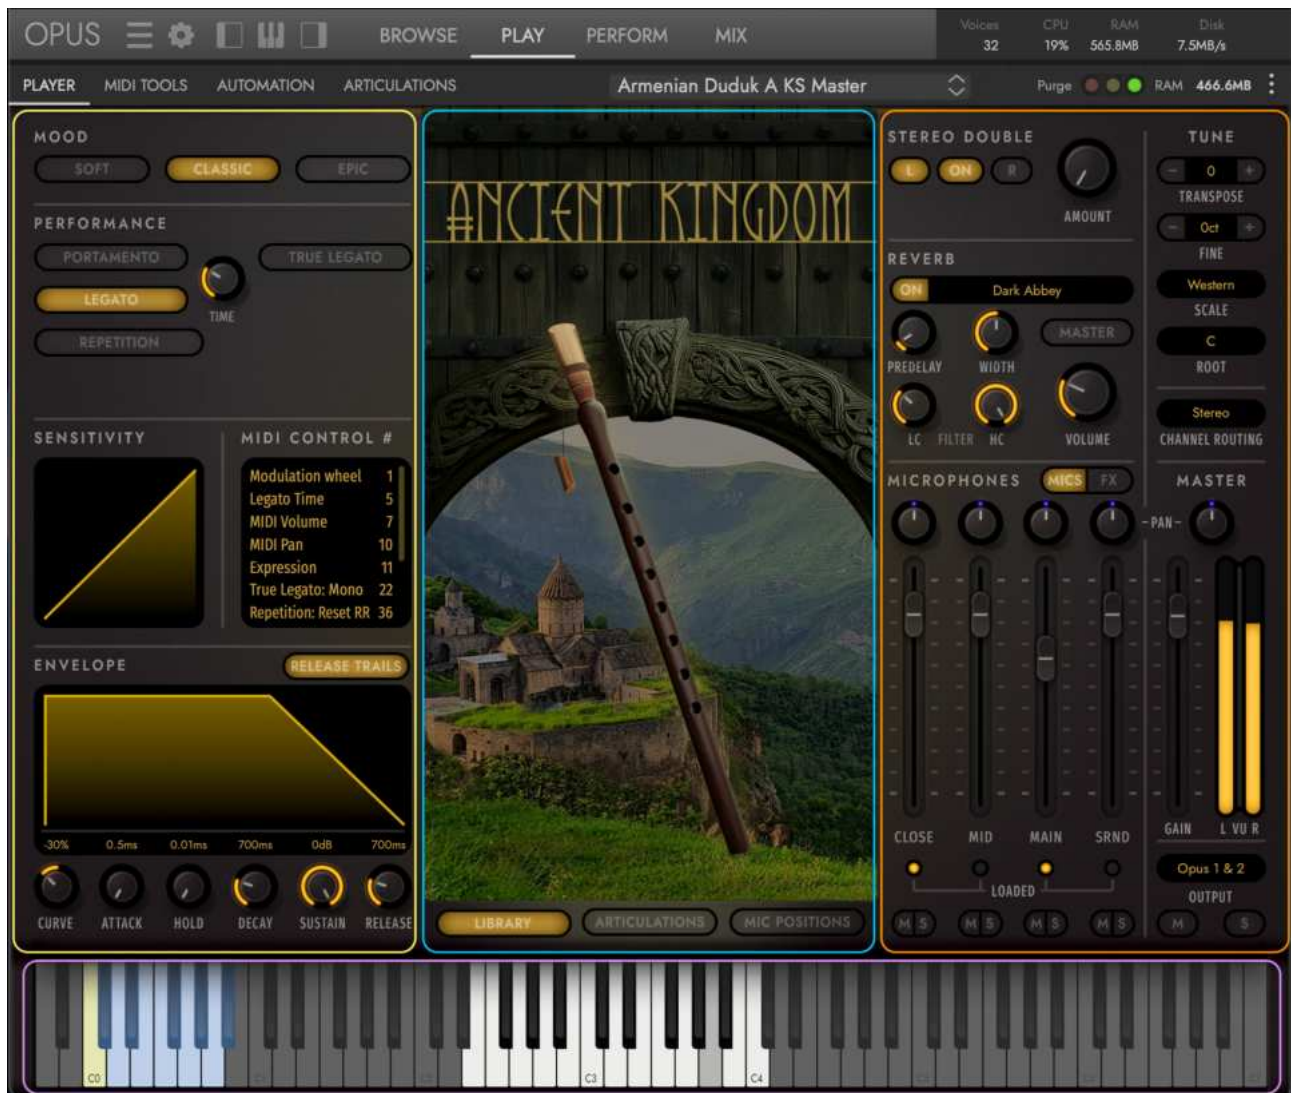 OPUS BROWSE PLAY PERFORM MIX
Voices CPU RAM Disk
32 19% 565.8MB 7.5MB/s
PLAYER MIDI TOOLS AUTOMATION ARTICULATIONS Armenian Duduk A KS Master Purge RAM 466.6MB
MOOD
SOFT CLASSIC EPIC
PERFORMANCE
PORTAMENTO TRUE LEGATO
LEGATO
TIME
REPETITION
SENSITIVITY
MIDI CONTROL #
Modulation wheel 1
Legato Time 5
MIDI Volume 7
MIDI Pan 10
Expression 11
True Legato: Mono 22
Repetition: Reset RR 36
ENVELOPE RELEASE TRAILS
-30% 0.5ms 0.01ms 700ms 0dB 700ms
CURVE ATTACK HOLD DECAY SUSTAIN RELEASE
ANCIENT KINGDOM
LIBRARY ARTICULATIONS MIC POSITIONS
STEREO DOUBLE
L ON R
AMOUNT
REVERB
ON Dark Abbey
MASTER
PREDELAY WIDTH
LC FILTER HC VOLUME
MICROPHONES MICS FX
TUNE
- 0 +
TRANSPOSE
- 0ct +
FINE
Western
SCALE
C
ROOT
Stereo
CHANNEL ROUTING
MASTER
-PAN-
CLOSE MID MAIN SRND
LOADED
M S M S M S M S
GAIN L VU R
Opus 1 & 2
OUTPUT
M S
C0 C1 C2 C3 C4 C5 C6 C7